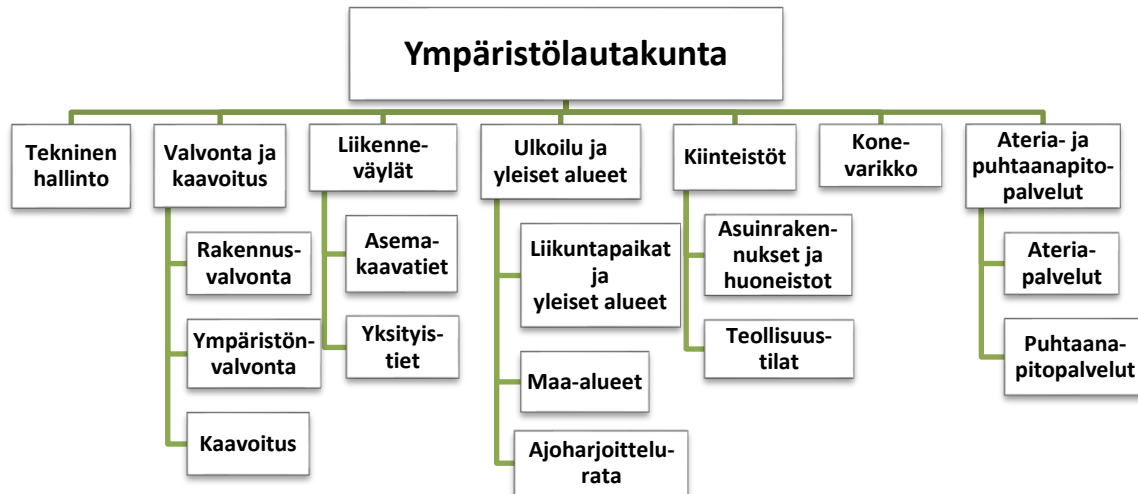 Ympäristölautakunta
Tekninen
hallinto
Valvonta ja
kaavoitus
Rakennus-
valvonta
Ympäristön-
valvonta
Kaavoitus
Liikenne-
väylät
Asema-
kaavatiet
Yksityis-
tiet
Ulkoilu ja
yleiset alueet
Liikuntapaikat
ja
yleiset alueet
Maa-alueet
Ajoharjoittelu-
rata
Kiinteistöt
Asuinraken-
nukset ja
huoneistot
Teollisuus-
tilat
Kone-
varikko
Ateria- ja
puhtaanapito-
palvelut
Ateria-
palvelut
Puhtaana-
pitopalvelut